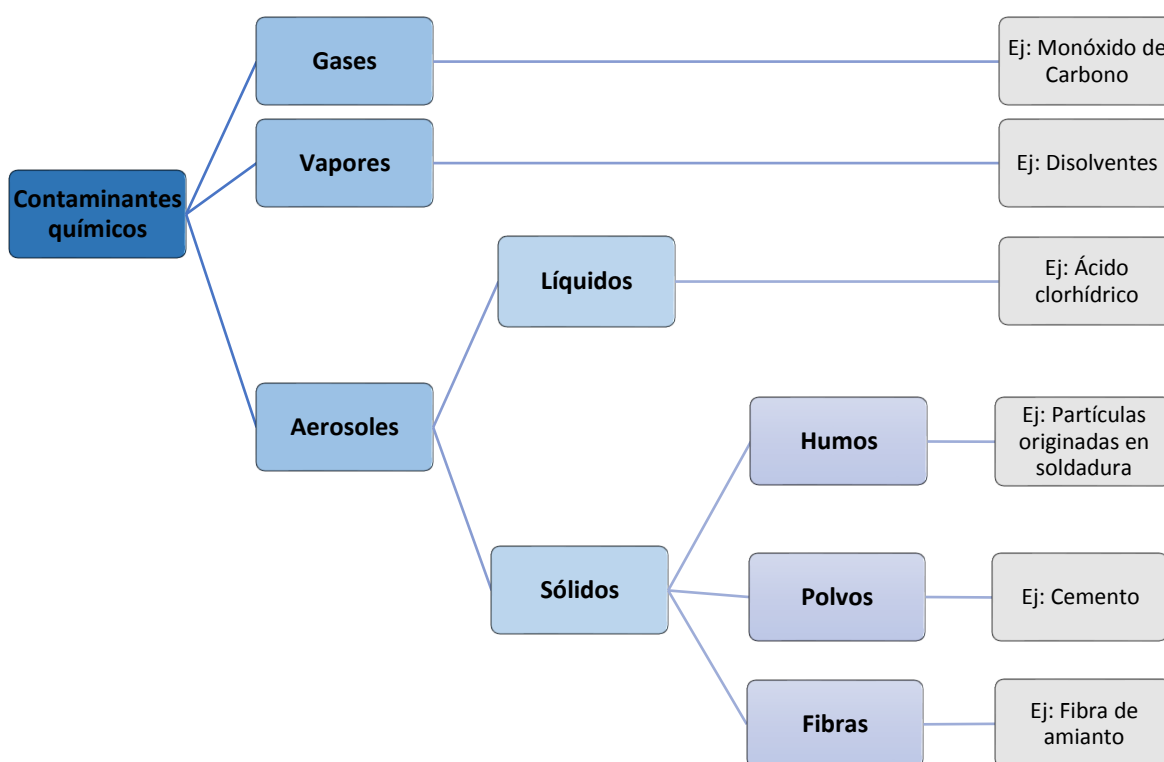 Gases
Ej: Monóxido de
Carbono
Vapores
Ej: Disolventes
Contaminantes
químicos
Líquidos
Ej: Ácido
clorhídrico
Aerosoles
Humos
Ej: Partículas
originadas en
soldadura
Sólidos
Polvos
Ej: Cemento
Fibras
Ej: Fibra de
amianto